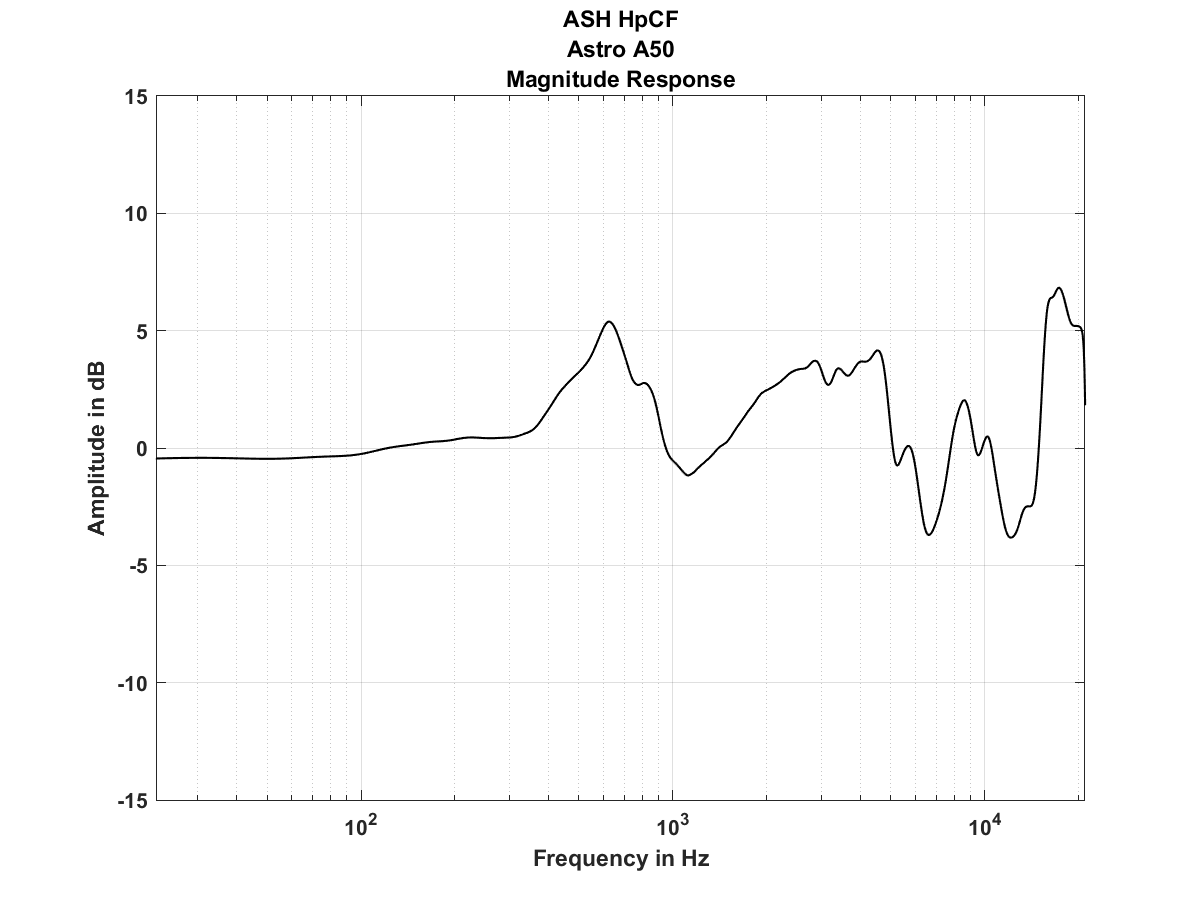 ASH HpCF
Astro A50
Magnitude Response
15
10
5
0
-5
-10
-15
Amplitude in dB
10² 10³ 10⁴
Frequency in Hz